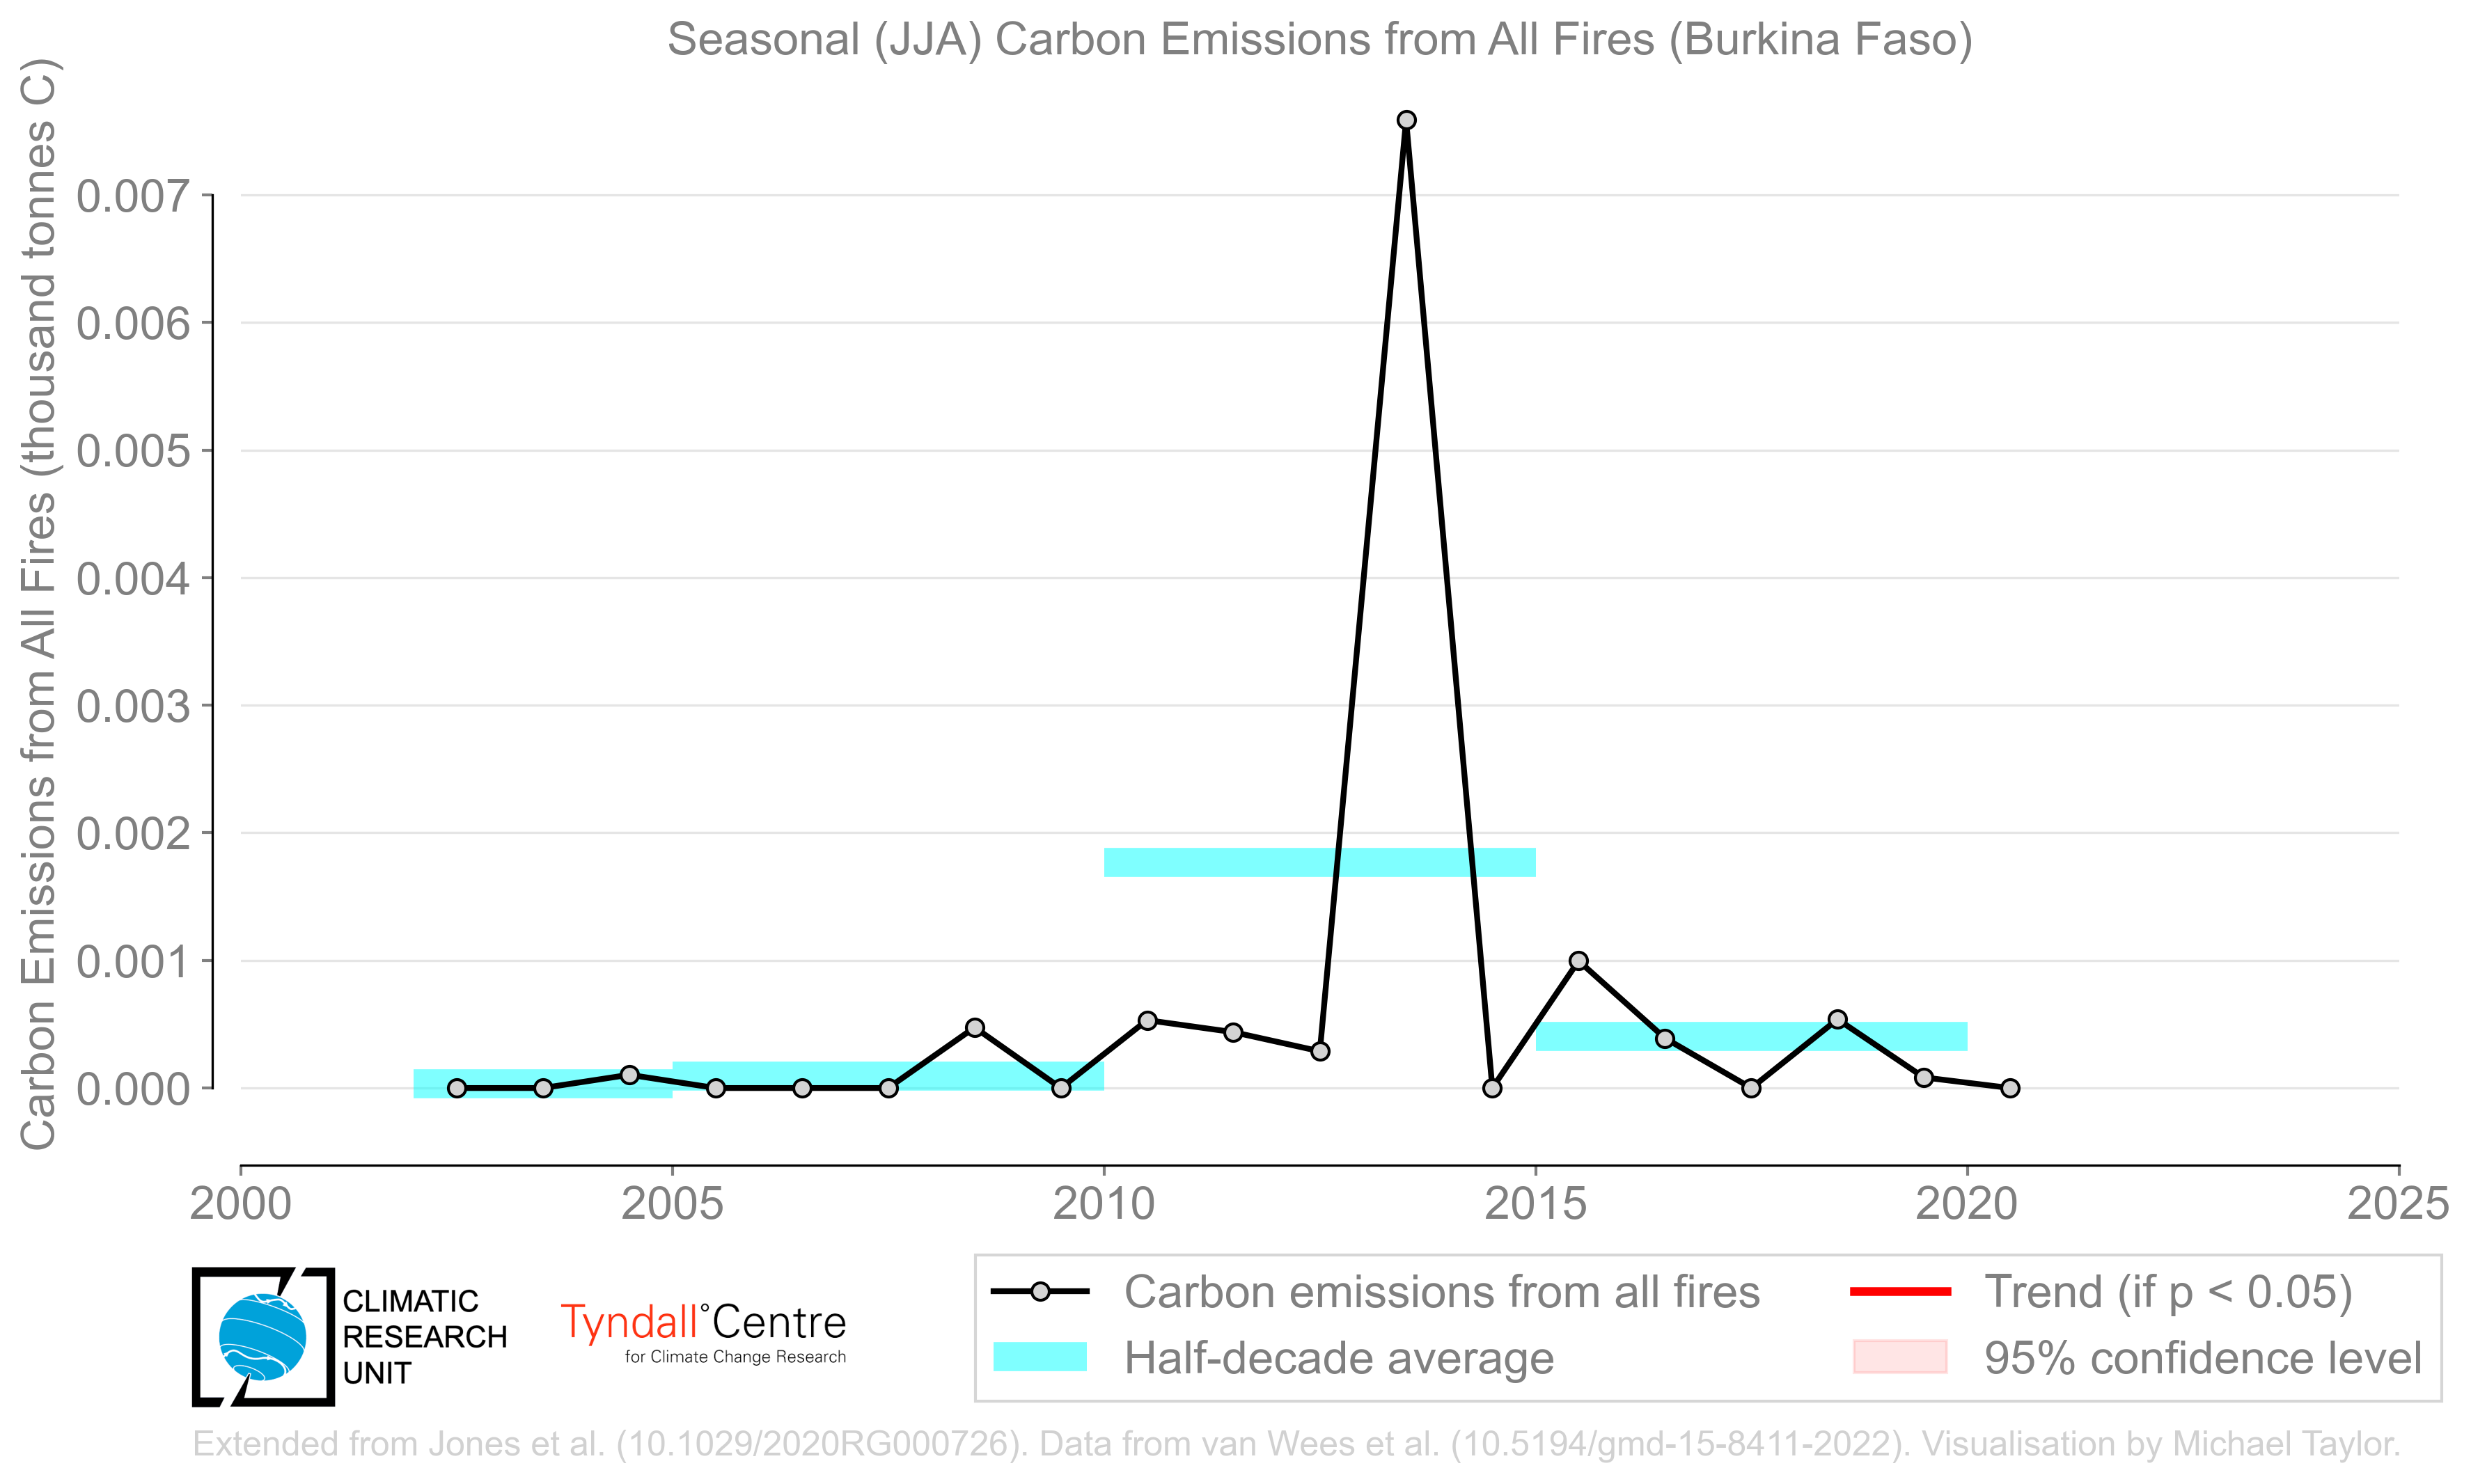 Seasonal (JJA) Carbon Emissions from All Fires (Burkina Faso)
Carbon Emissions from All Fires (thousand tonnes C)
0.007
0.006
0.005
0.004
0.003
0.002
0.001
0.000
2000 2005 2010 2015 2020 2025
CLIMATIC
RESEARCH
UNIT
Tyndall°Centre
for Climate Change Research
Carbon emissions from all fires
Half-decade average
Trend (if p < 0.05)
95% confidence level
Extended from Jones et al. (10.1029/2020RG000726). Data from van Wees et al. (10.5194/gmd-15-8411-2022). Visualisation by Michael Taylor.